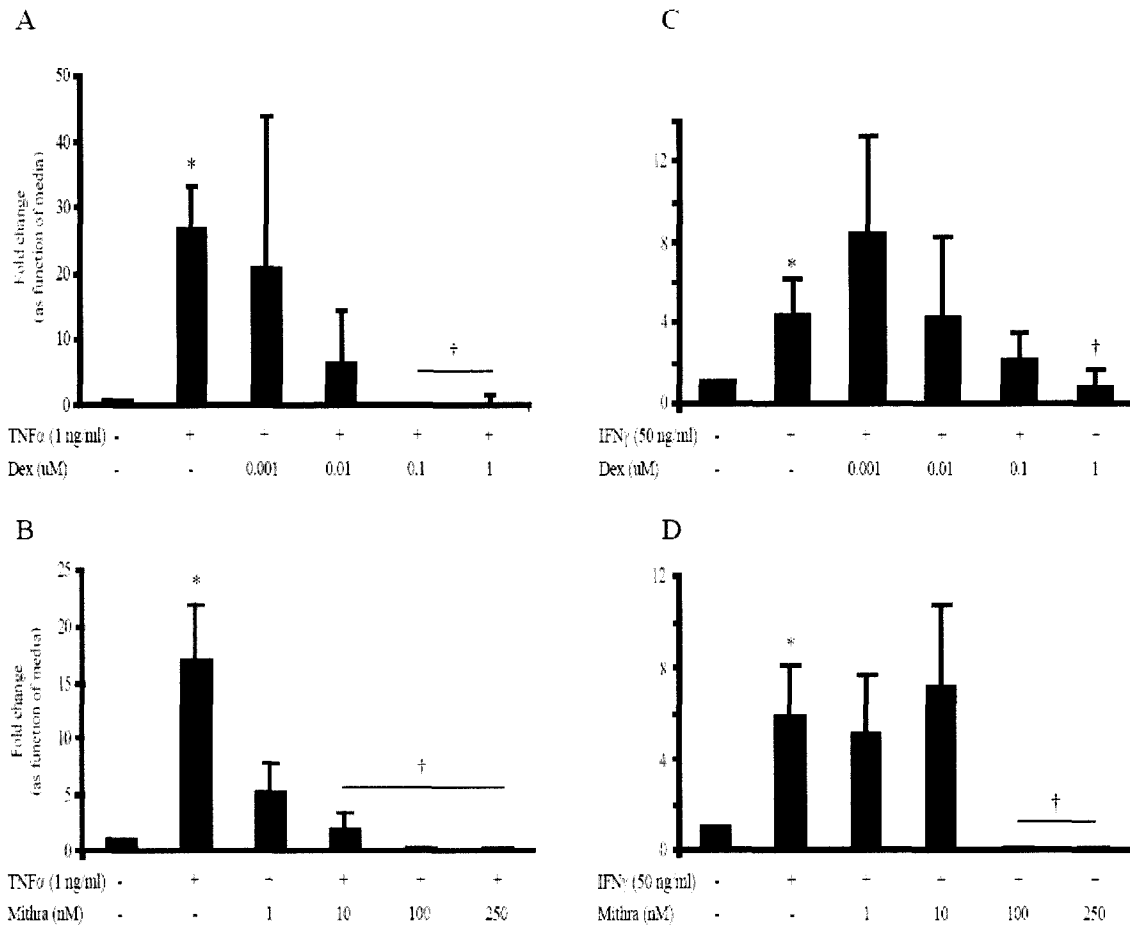 A
Fold change
(as function of media)
50
40
30
20
10
0
*
†
TNFα (1 ng/ml) - + + + + +
Dex (uM) - - 0.001 0.01 0.1 1
C
12
8
4
0
*
†
IFNγ (50 ng/ml) - + + + + +
Dex (uM) - - 0.001 0.01 0.1 1
B
Fold change
(as function of media)
25
20
15
10
5
0
*
†
TNFα (1 ng/ml) - + + + + +
Mithra (nM) - - 1 10 100 250
D
12
8
4
0
*
†
IFNγ (50 ng/ml) - + + + + +
Mithra (nM) - - 1 10 100 250